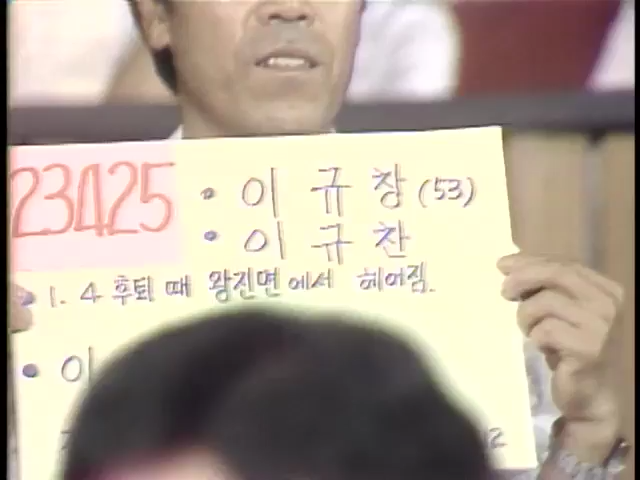 23425
• 이 규 창 (53)
• 이 규 찬
• 1. 4 후퇴 때 왕진면에서 헤어짐.
• 이